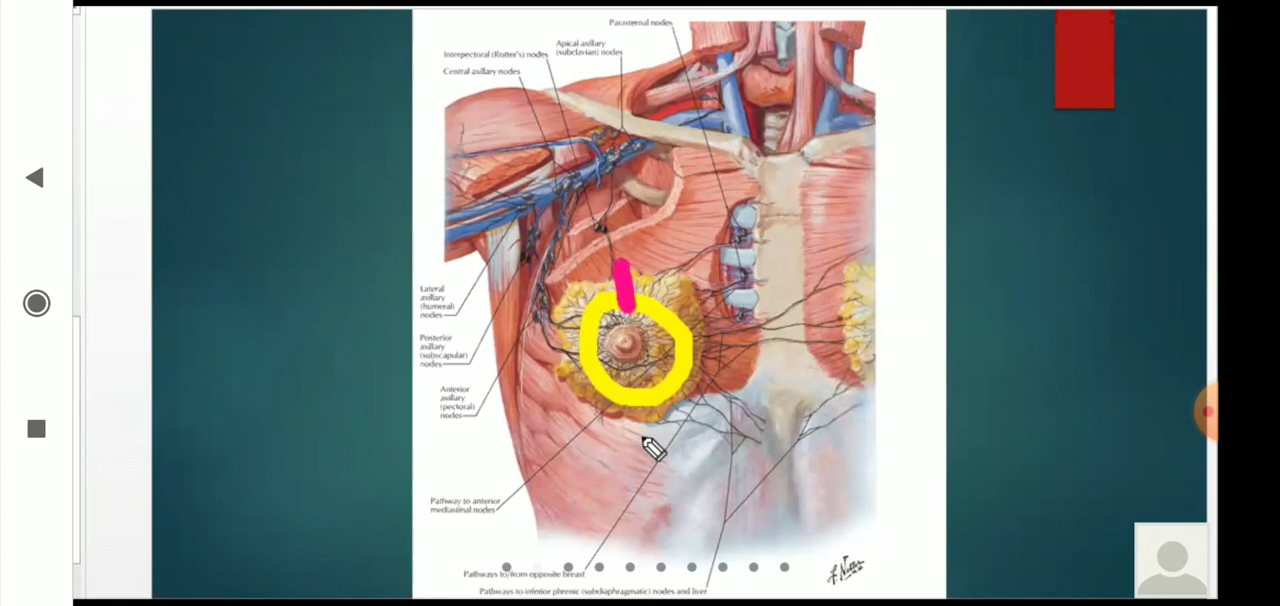 Parasternal nodes
Apical axillary
(subclavian) nodes
Interpectoral (Rotter's) nodes
Central axillary nodes
Lateral
axillary
(humeral)
nodes
Posterior
axillary
(subscapular)
nodes
Anterior
axillary
(pectoral)
nodes
Pathway to anterior
mediastinal nodes
Pathways to/from opposite breast
Pathways to inferior phrenic (subdiaphragmatic) nodes and liver
F. Netter